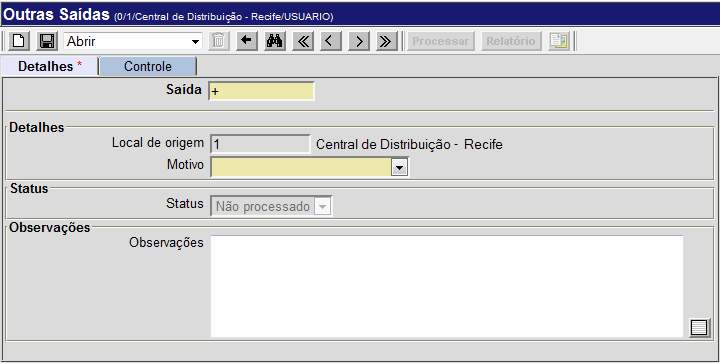 Outras Saídas (0/1/Central de Distribuição - Recife/USUARIO)
Abrir Processar Relatório
Detalhes * Controle
Saída +
Detalhes
Local de origem 1 Central de Distribuição - Recife
Motivo
Status
Status Não processado
Observações
Observações